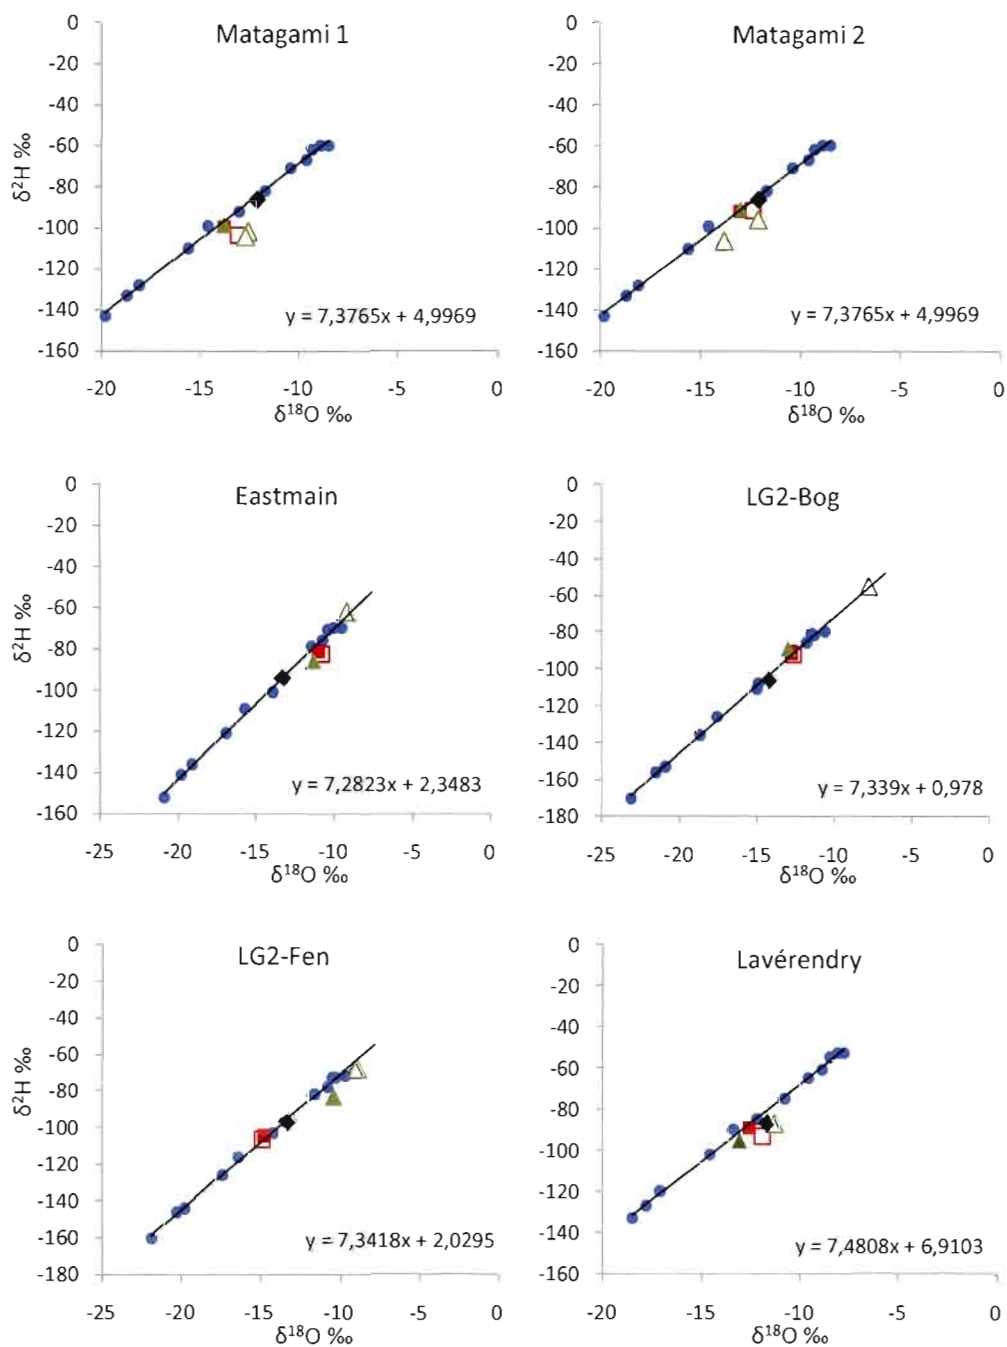 Matagami 1
0
-20
-40
-60
-80
-100
-120
-140
-160
δ²H ‰
y = 7,3765x + 4,9969
-20 -15 -10 -5 0
δ¹⁸O ‰
Matagami 2
0
-20
-40
-60
-80
-100
-120
-140
-160
y = 7,3765x + 4,9969
-20 -15 -10 -5 0
δ¹⁸O ‰
Eastmain
0
-20
-40
-60
-80
-100
-120
-140
-160
δ²H ‰
y = 7,2823x + 2,3483
-25 -20 -15 -10 -5 0
δ¹⁸O ‰
LG2-Bog
0
-20
-40
-60
-80
-100
-120
-140
-160
-180
y = 7,339x + 0,978
-25 -20 -15 -10 -5 0
δ¹⁸O ‰
LG2-Fen
0
-20
-40
-60
-80
-100
-120
-140
-160
-180
δ²H ‰
y = 7,3418x + 2,0295
-25 -20 -15 -10 -5 0
δ¹⁸O ‰
Lavérendry
0
-20
-40
-60
-80
-100
-120
-140
-160
y = 7,4808x + 6,9103
-20 -15 -10 -5 0
δ¹⁸O ‰